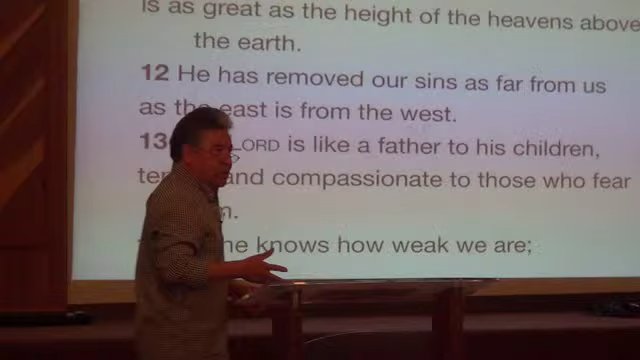 is as great as the height of the heavens above
the earth.
12 He has removed our sins as far from us
as the east is from the west.
13 LORD is like a father to his children,
and compassionate to those who fear
he knows how weak we are;